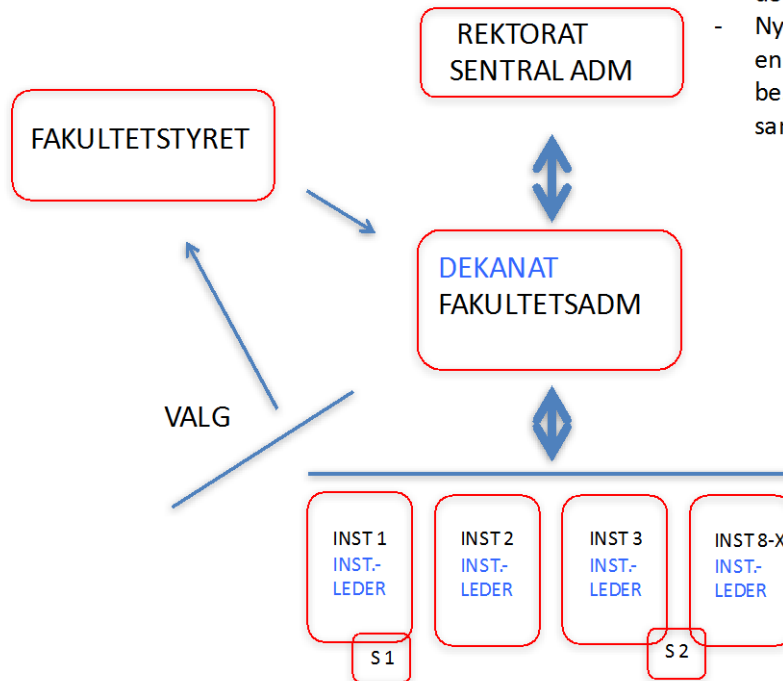 REKTORAT
SENTRAL ADM
- Ny
en
be
FAKULTETSTYRET
DEKANAT
FAKULTETSADM
VALG
INST 1
INST.-
LEDER
INST 2
INST.-
LEDER
INST 3
INST.-
LEDER
INST 8-X
INST.-
LEDER
S 1
S 2